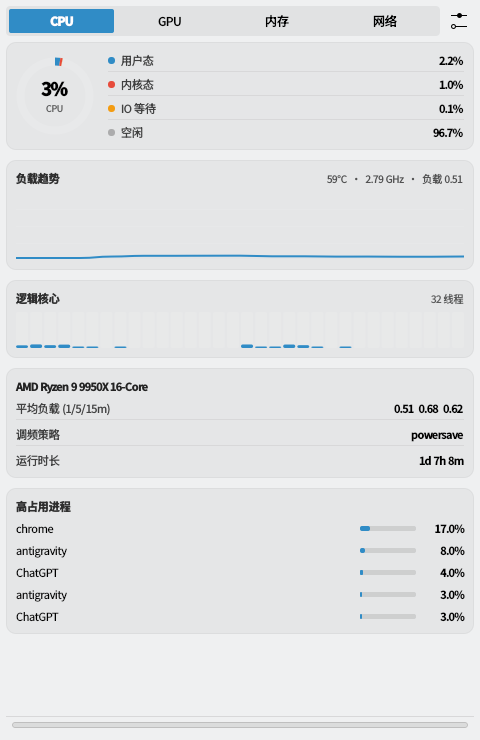 CPU GPU 内存 网络
3%
CPU
用户态 2.2%
内核态 1.0%
IO 等待 0.1%
空闲 96.7%
负载趋势 59°C · 2.79 GHz · 负载 0.51
逻辑核心 32 线程
AMD Ryzen 9 9950X 16-Core
平均负载 (1/5/15m) 0.51 0.68 0.62
调频策略 powersave
运行时长 1d 7h 8m
高占用进程
chrome 17.0%
antigravity 8.0%
ChatGPT 4.0%
antigravity 3.0%
ChatGPT 3.0%